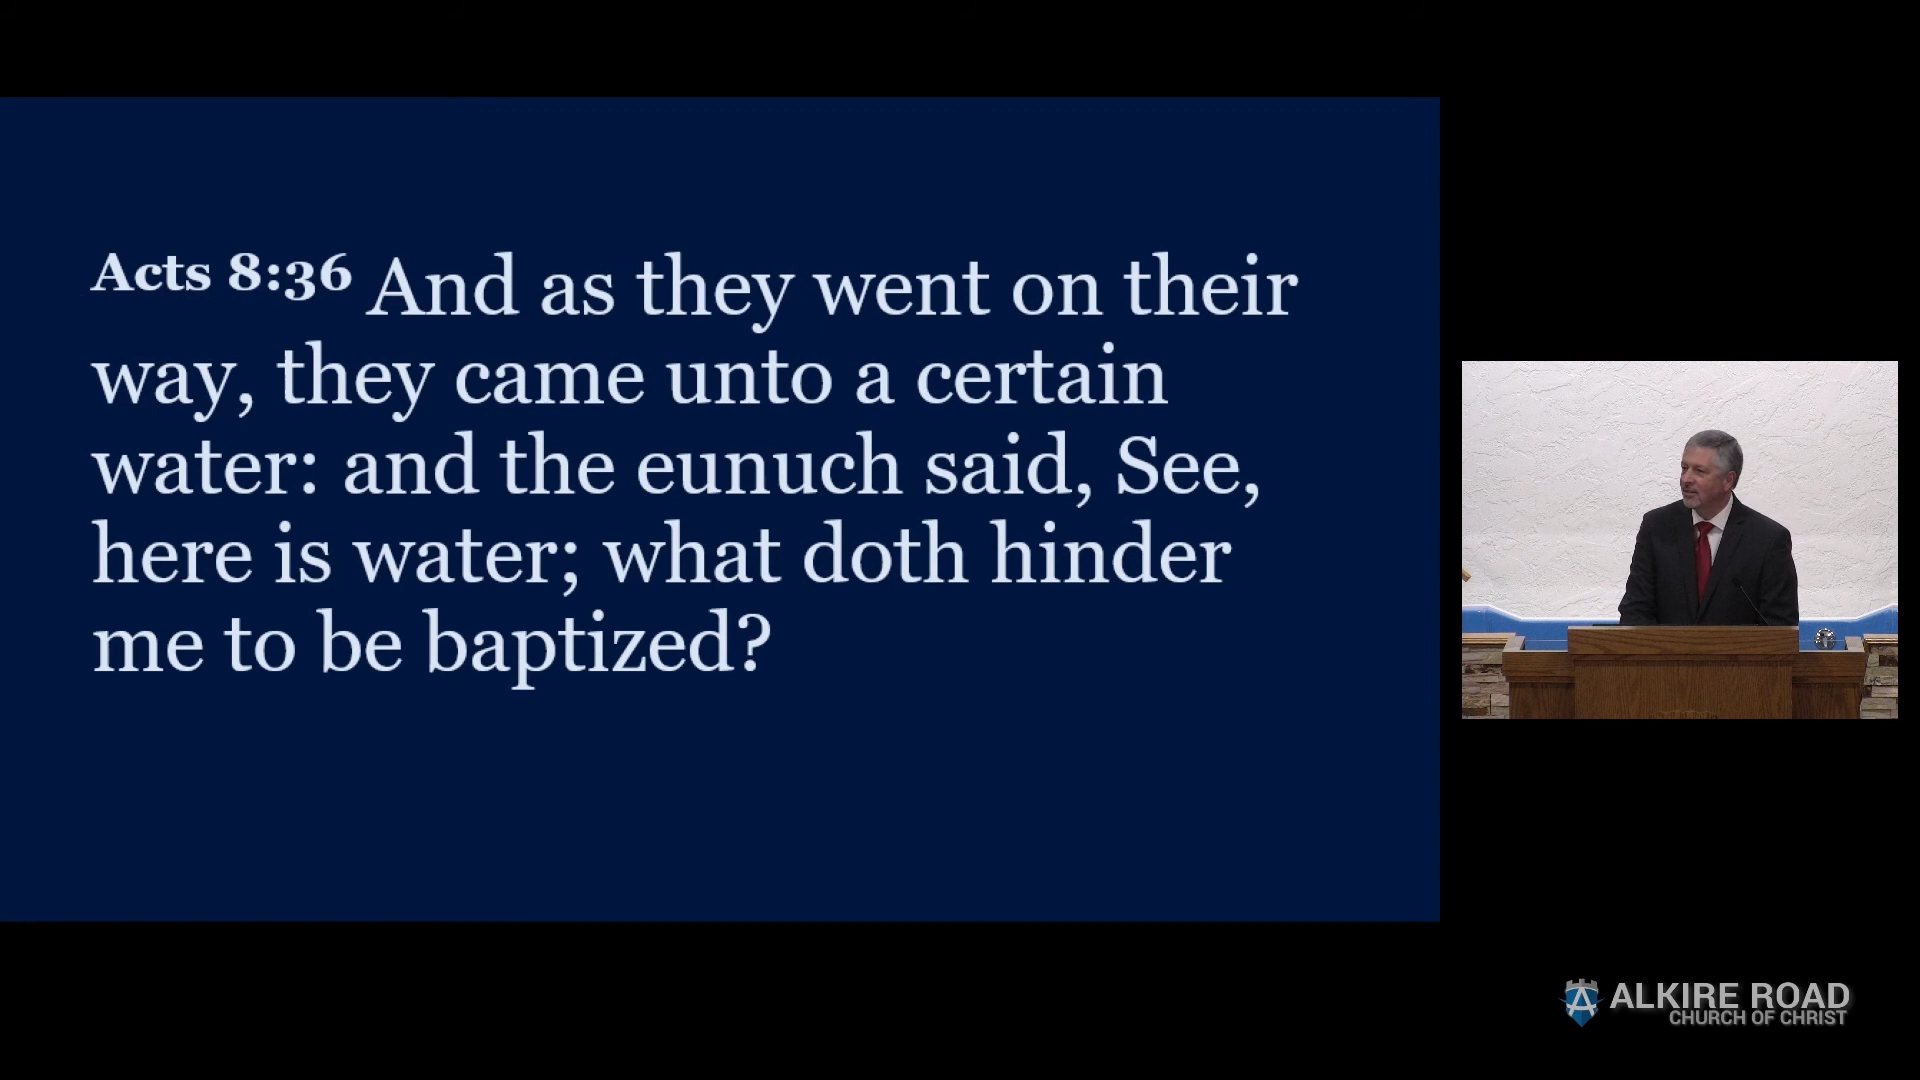 Acts 8:36 And as they went on their
way, they came unto a certain
water: and the eunuch said, See,
here is water; what doth hinder
me to be baptized?
ALKIRE ROAD
CHURCH OF CHRIST